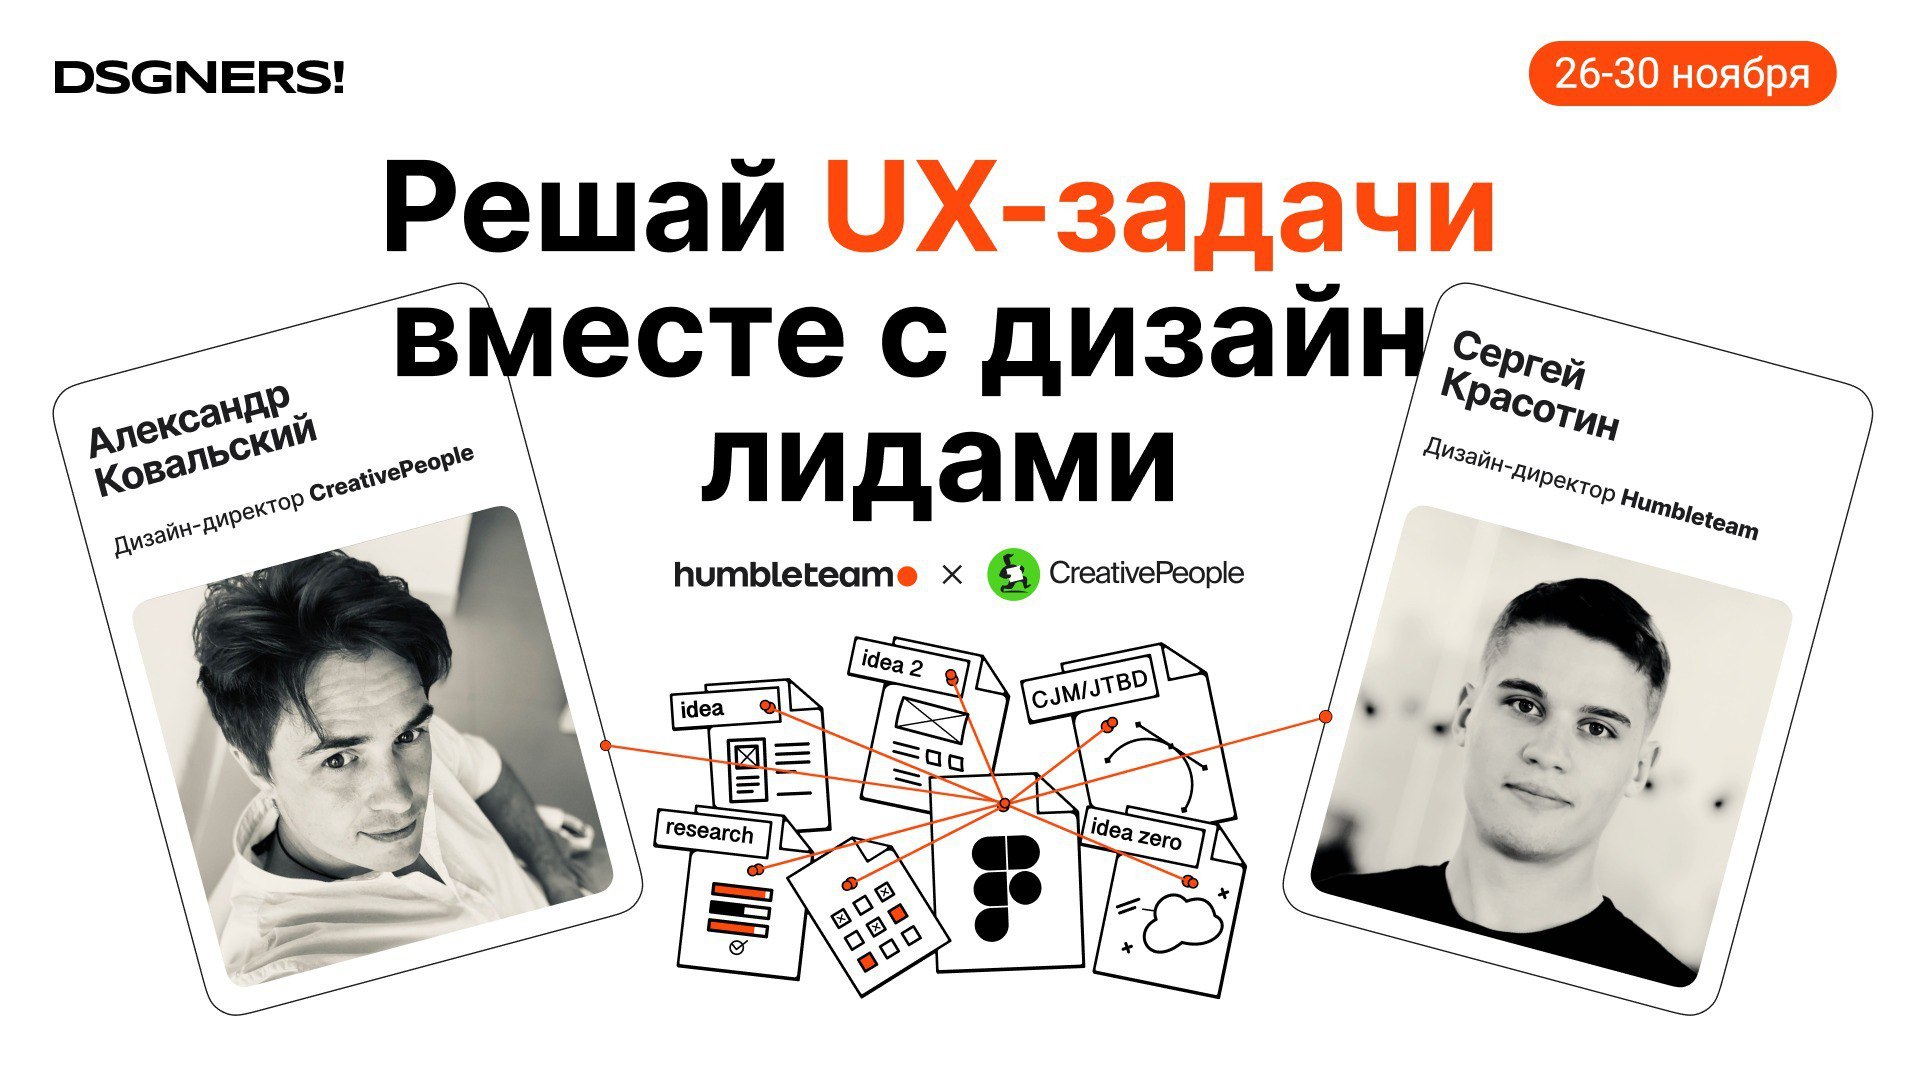 DSGNERS!
26-30 ноября
Решай UX-задачи
вместе с дизайн
лидами
Александр
Ковальский
Дизайн-директор CreativePeople
Сергей
Красотин
Дизайн-директор Humbleteam
humbleteam × CreativePeople
idea
idea 2
CJM/JTBD
research
idea zero